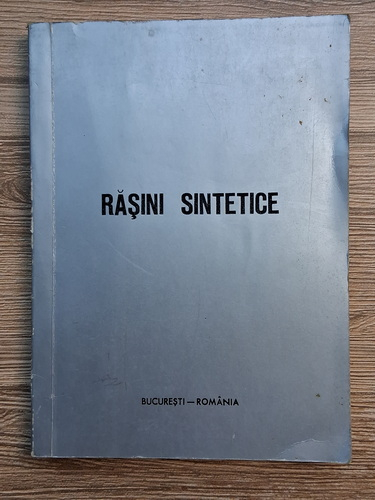 RĂŞINI SINTETICE
BUCUREŞTI — ROMÂNIA